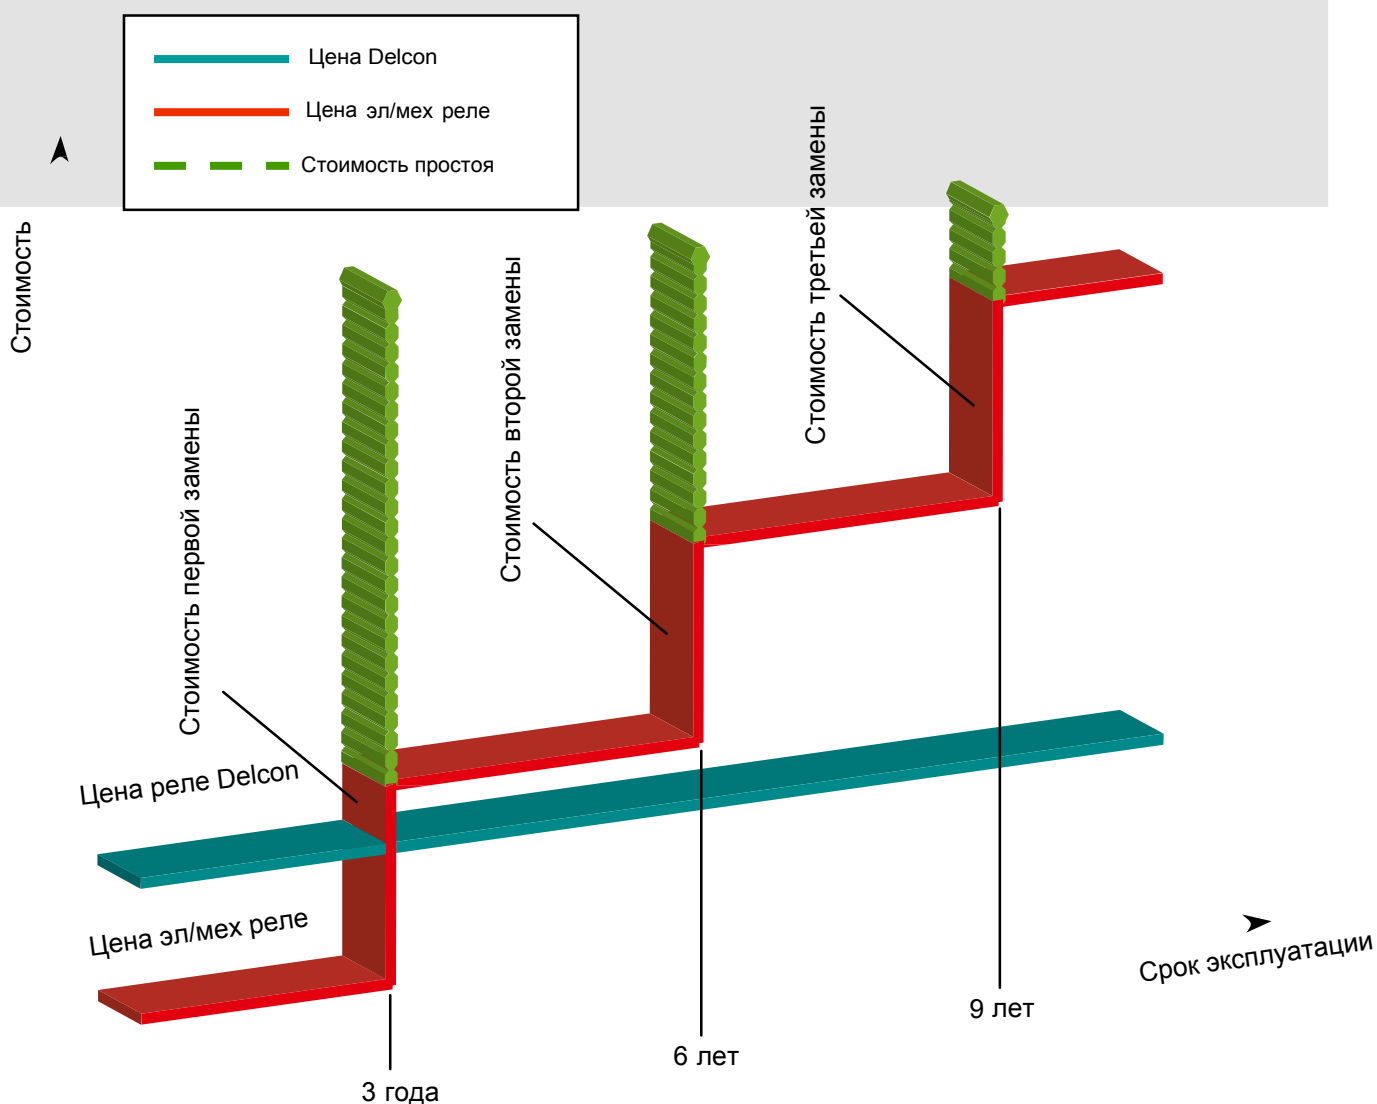 Цена Delcon
Цена эл/мех реле
Стоимость простоя
Стоимость
Стоимость первой замены
Стоимость второй замены
Стоимость третьей замены
Цена реле Delcon
Цена эл/мех реле
Срок эксплуатации
3 года
6 лет
9 лет